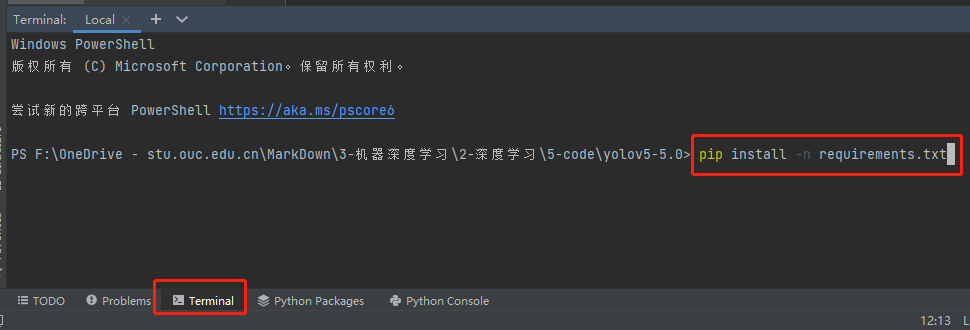 Terminal: Local × + 
Windows PowerShell
版权所有 (C) Microsoft Corporation。保留所有权利。
尝试新的跨平台 PowerShell https://aka.ms/pscore6
PS F:\OneDrive - stu.ouc.edu.cn\MarkDown\3-机器深度学习\2-深度学习\5-code\yolov5-5.0> pip install -n requirements.txt
TODO Problems Terminal Python Packages Python Console
12:13